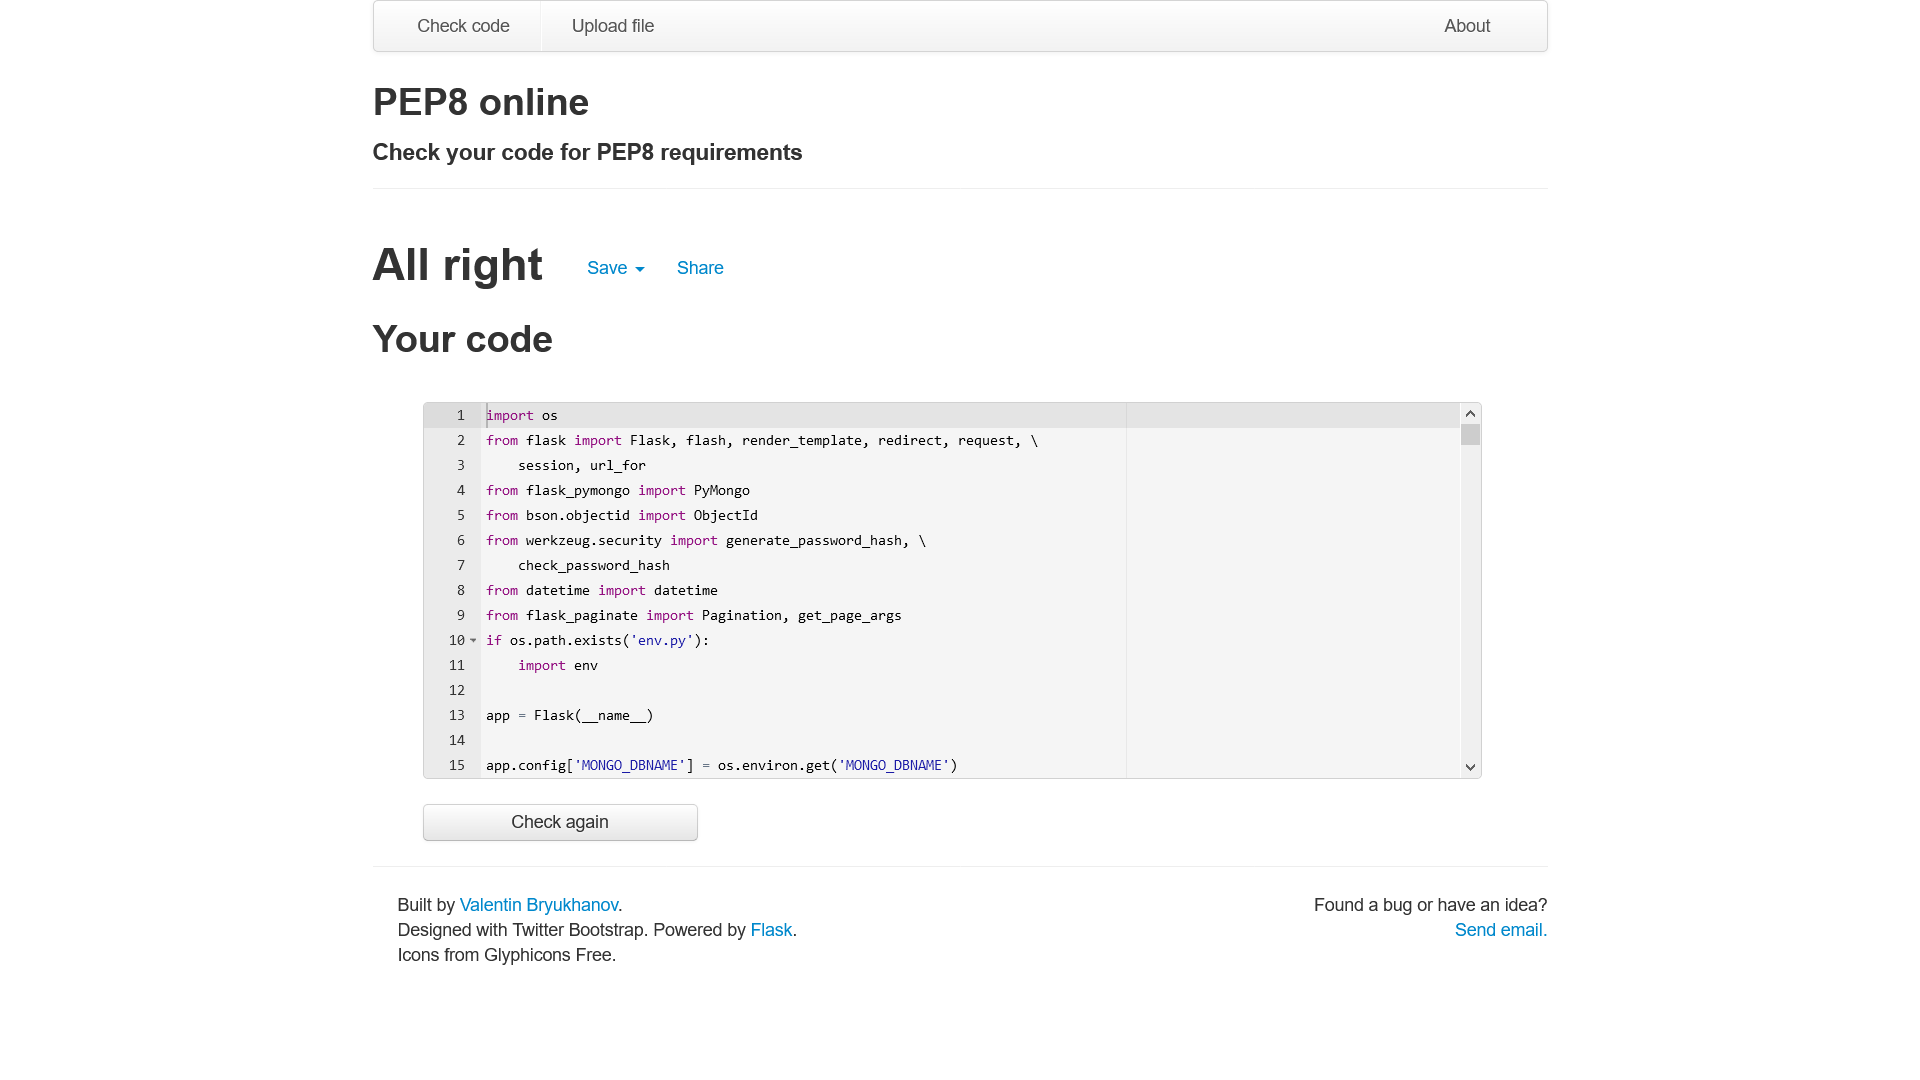 Check code
Upload file
About
PEP8 online
Check your code for PEP8 requirements
All right
Save
Share
Your code
1 import os
2 from flask import Flask, flash, render_template, redirect, request, \
3     session, url_for
4 from flask_pymongo import PyMongo
5 from bson.objectid import ObjectId
6 from werkzeug.security import generate_password_hash, \
7     check_password_hash
8 from datetime import datetime
9 from flask_paginate import Pagination, get_page_args
10 if os.path.exists('env.py'):
11     import env
12
13 app = Flask(__name__)
14
15 app.config['MONGO_DBNAME'] = os.environ.get('MONGO_DBNAME')
Check again
Built by Valentin Bryukhanov.
Designed with Twitter Bootstrap. Powered by Flask.
Icons from Glyphicons Free.
Found a bug or have an idea?
Send email.